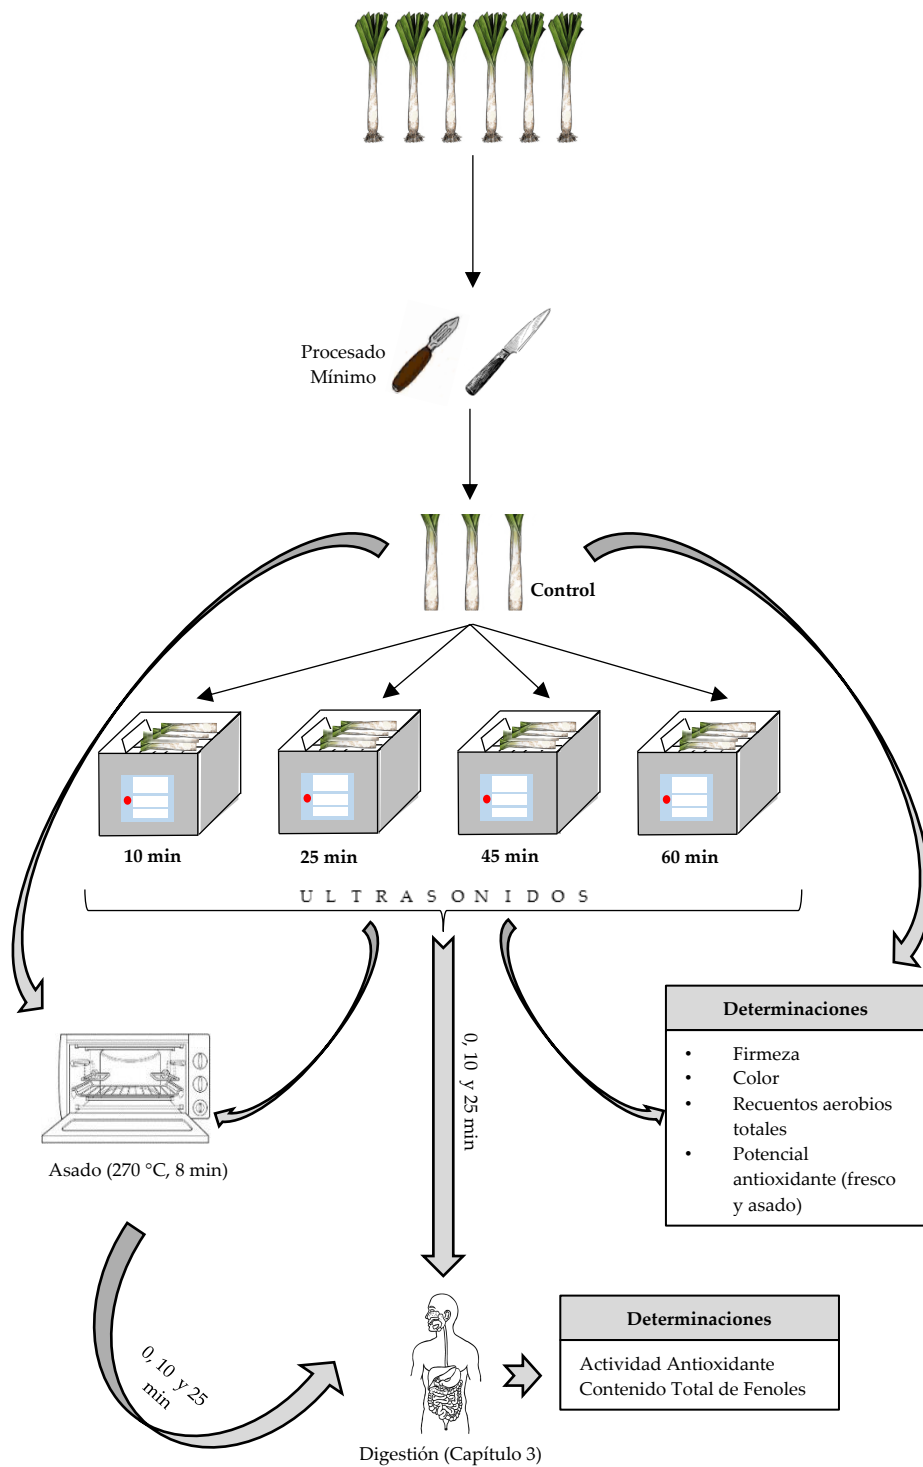 Procesado
Mínimo
Control
10 min
25 min
45 min
60 min
U L T R A S O N I D O S
0, 10 y 25 min
Determinaciones
• Firmeza
• Color
• Recuentos aerobios
totales
• Potencial
antioxidante (fresco
y asado)
Asado (270 °C, 8 min)
0, 10 y 25
min
Determinaciones
Actividad Antioxidante
Contenido Total de Fenoles
Digestión (Capítulo 3)